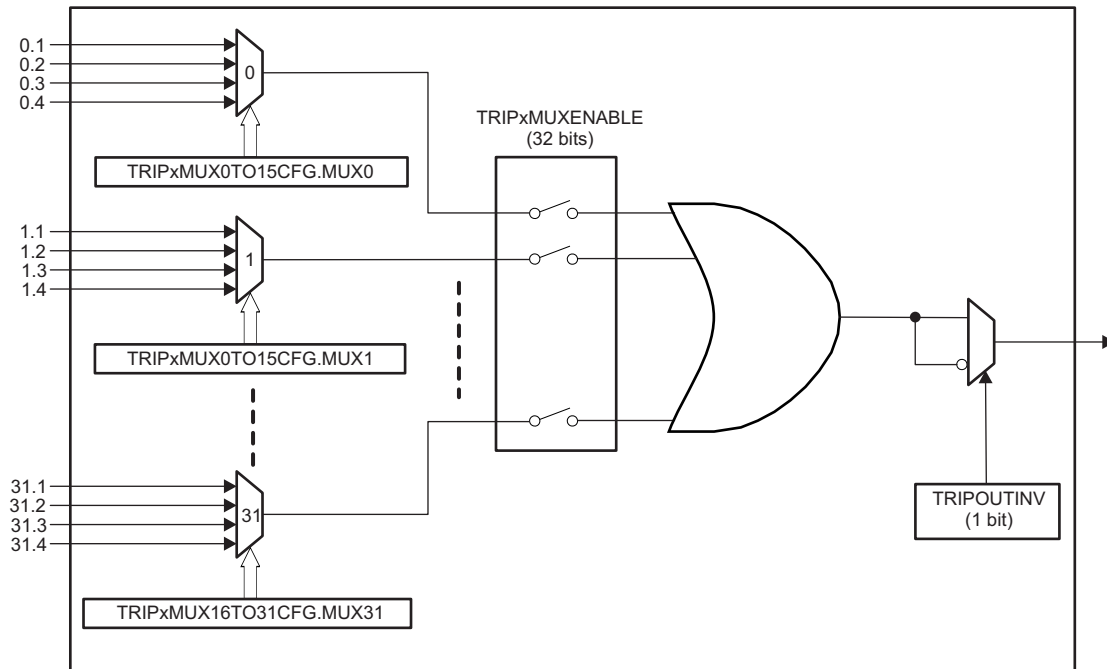 0.1
0.2
0.3
0.4
0
TRIPxMUX0TO15CFG.MUX0
TRIPxMUXENABLE
(32 bits)
1.1
1.2
1.3
1.4
1
TRIPxMUX0TO15CFG.MUX1
31.1
31.2
31.3
31.4
31
TRIPxMUX16TO31CFG.MUX31
TRIPOUTINV
(1 bit)